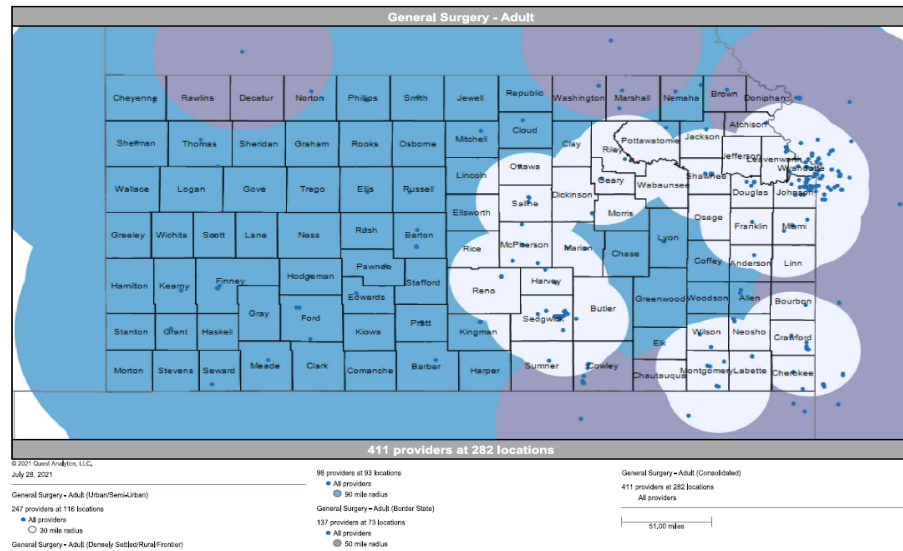 General Surgery - Adult
Cheyenne Rawlins Decatur Norton Phillips Smith Jewell Republic Washington Marshall Nemaha Brown Doniphan
Sherman Thomas Sheridan Graham Rooks Osborne Mitchell Cloud Clay Riley Pottawatomie Jackson Atchison
Jefferson Leavenworth Wyandotte
Wallace Logan Gove Trego Ellis Russell Lincoln Ottawa Saline Dickinson Geary Wabaunsee Shawnee Douglas Johnson
Ellsworth Morris Osage
Greeley Wichita Scott Lane Ness Rush Barton Rice McPherson Marion Chase Lyon Franklin Miami
Hamilton Kearny Finney Hodgeman Pawnee Stafford Reno Harvey Coffey Anderson Linn
Gray Ford Edwards Sedgwick Butler Greenwood Woodson Allen Bourbon
Stanton Grant Haskell Kiowa Pratt Kingman Elk Wilson Neosho Crawford
Morton Stevens Seward Meade Clark Comanche Barber Harper Sumner Cowley Chautauqua Montgomery Labette Cherokee
411 providers at 282 locations
© 2021 Quest Analytics, LLC.
July 28, 2021
General Surgery - Adult (Urban/Semi-Urban)
247 providers at 116 locations
All providers
30 mile radius
General Surgery - Adult (Densely Settled/Rural/Frontier)
98 providers at 93 locations
All providers
90 mile radius
General Surgery - Adult (Border State)
137 providers at 73 locations
All providers
50 mile radius
General Surgery - Adult (Consolidated)
411 providers at 282 locations
All providers
51.00 miles